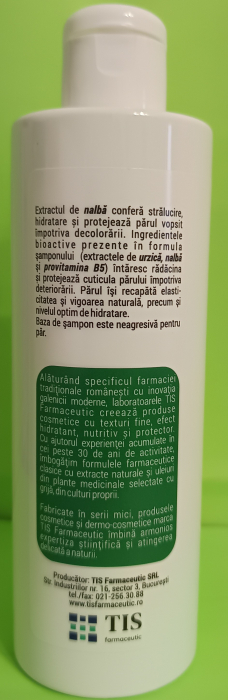 Extractul de nalbă conferă strălucire,
hidratare și protejează părul vopsit
împotriva decolorării. Ingredientele
bioactive prezente în formula
șamponului (extractele de urzică, nalbă
și provitamina B5) întăresc rădăcina
și protejează cuticula părului împotriva
deteriorării. Părul își recapătă elasti-
citatea și vigoarea naturală, precum și
nivelul optim de hidratare.
Baza de șampon este neagresivă pentru
păr.
Alăturând specificul farmaciei
tradiționale românești cu inovația
galenicii moderne, laboratoarele TIS
Farmaceutic creează produse
cosmetice cu texturi fine, efect
hidratant, nutritiv și protector.
Cu ajutorul experienței acumulate în
cei peste 30 de ani de activitate,
îmbogățim formulele farmaceutice
clasice cu extracte naturale și uleiuri
din plante medicinale selectate cu
grijă, din culturi proprii.
Fabricate în serii mici, produsele
cosmetice și dermo-cosmetice marca
TIS Farmaceutic îmbină armonios
expertiza științifică și atingerea
delicată a naturii.
Producător: TIS Farmaceutic SRL
Str. Industriilor nr. 16, sector 3, București
tel./fax: 021-256.30.88
www.tisfarmaceutic.ro
TIS
farmaceutic